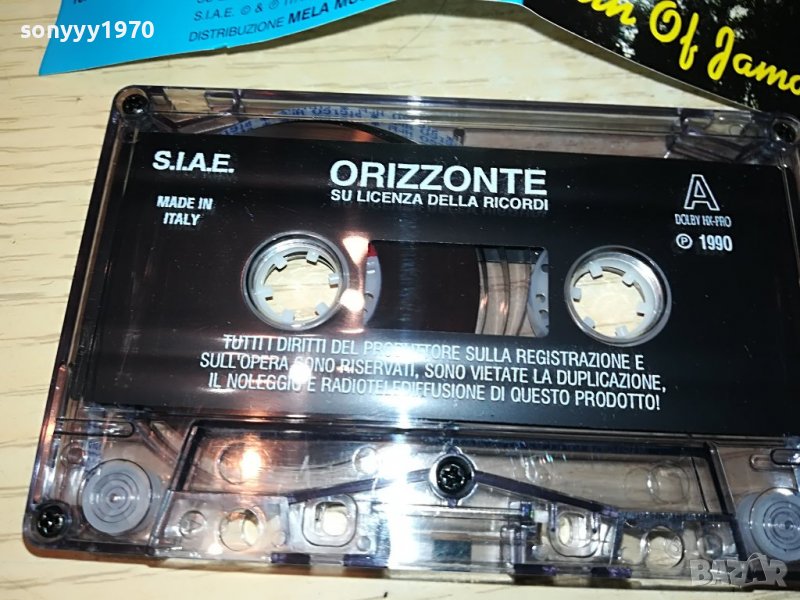 sonyyy1970
S.I.A.E. © & ℗
DISTRIBUZIONE MELA
Of Jama
S.I.A.E.
ORIZZONTE
SU LICENZA DELLA RICORDI
MADE IN
ITALY
A
DOLBY HX-PRO
℗ 1990
TUTTI I DIRITTI DEL PRODUTTORE SULLA REGISTRAZIONE E
SULL'OPERA SONO RISERVATI, SONO VIETATE LA DUPLICAZIONE,
IL NOLEGGIO E RADIOTELEDIFFUSIONE DI QUESTO PRODOTTO!
BAZAR